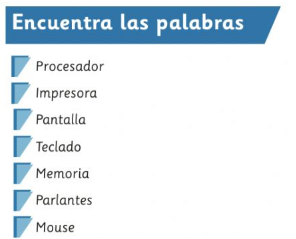 Encuentra las palabras
Procesador
Impresora
Pantalla
Teclado
Memoria
Parlantes
Mouse